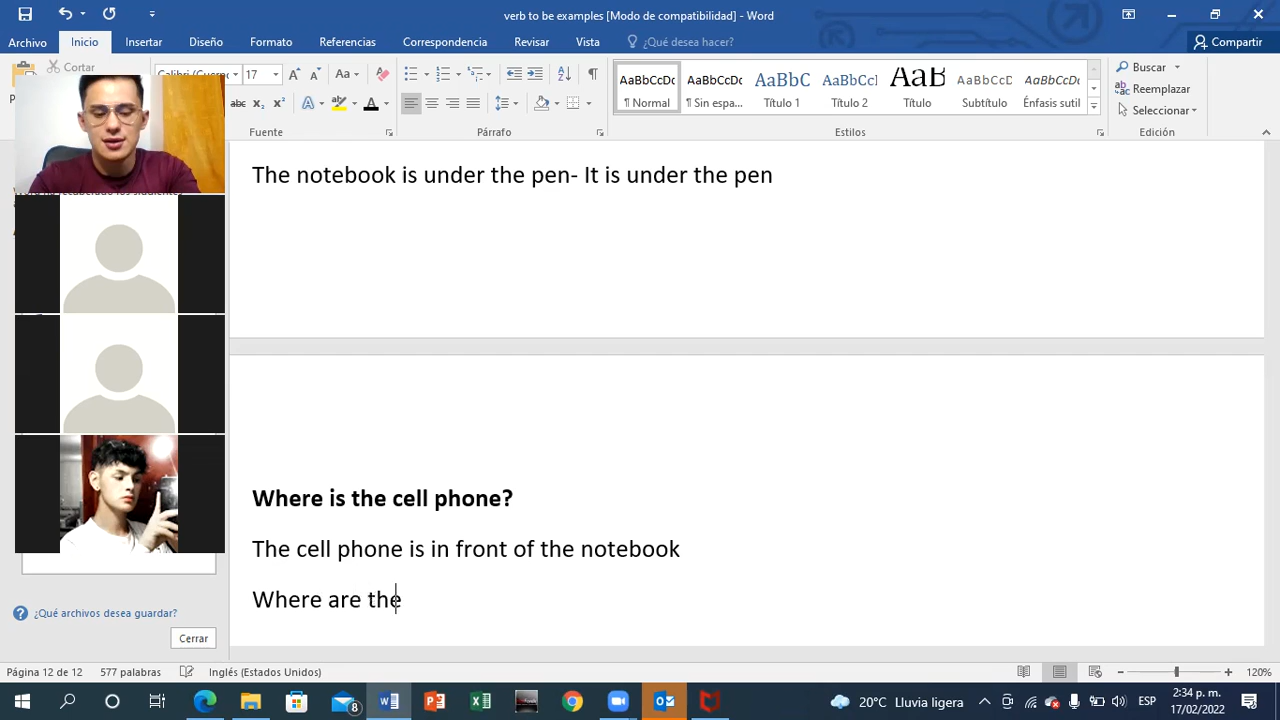 verb to be examples [Modo de compatibilidad] - Word
Archivo Inicio Insertar Diseño Formato Referencias Correspondencia Revisar Vista ¿Qué desea hacer? Compartir
Cortar
Calibri (Cuerpo 17 Aa
Fuente
Párrafo
AaBbCcDc AaBbCcDc AaBbC AaBbCcI AaB AaBbCcD AaBbCcDc
¶ Normal ¶ Sin espa... Título 1 Título 2 Título Subtítulo Énfasis sutil
Estilos
Buscar
Reemplazar
Seleccionar
Edición
The notebook is under the pen- It is under the pen
Where is the cell phone?
The cell phone is in front of the notebook
Where are the
¿Qué archivos desea guardar?
Cerrar
Página 12 de 12 577 palabras Inglés (Estados Unidos) 120%
8 20°C Lluvia ligera ESP 2:34 p. m.
17/02/2022